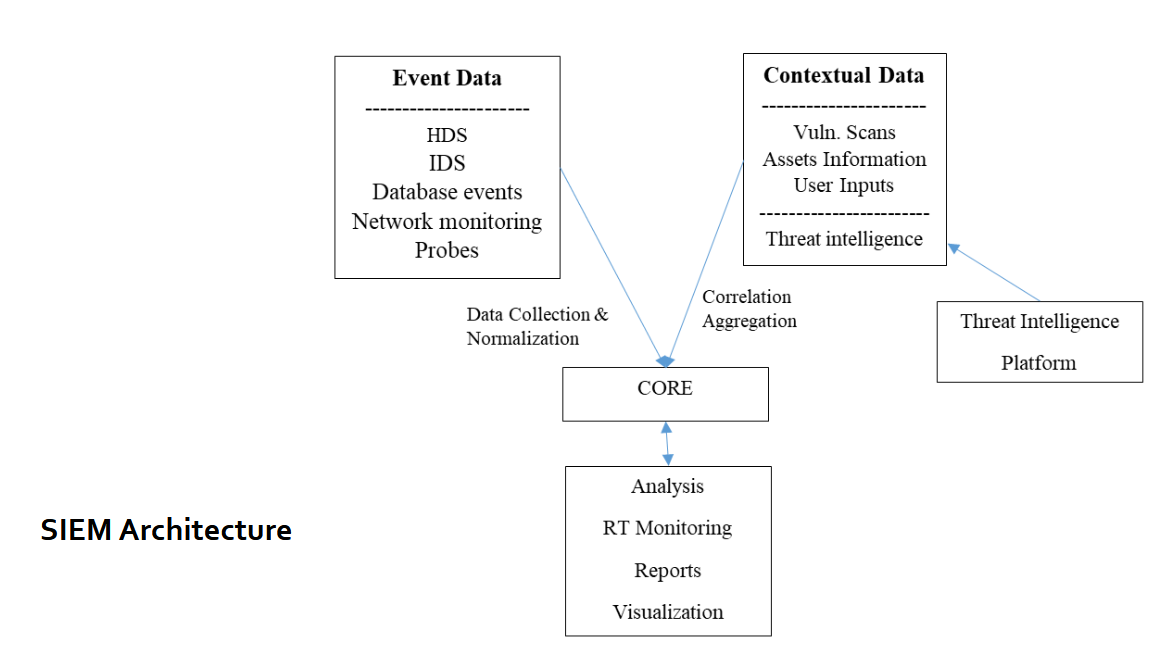 Event Data
----------------------
HDS
IDS
Database events
Network monitoring
Probes
Contextual Data
----------------------
Vuln. Scans
Assets Information
User Inputs
-----------------------
Threat intelligence
Data Collection &
Normalization
Correlation
Aggregation
Threat Intelligence
Platform
CORE
Analysis
RT Monitoring
Reports
Visualization
SIEM Architecture